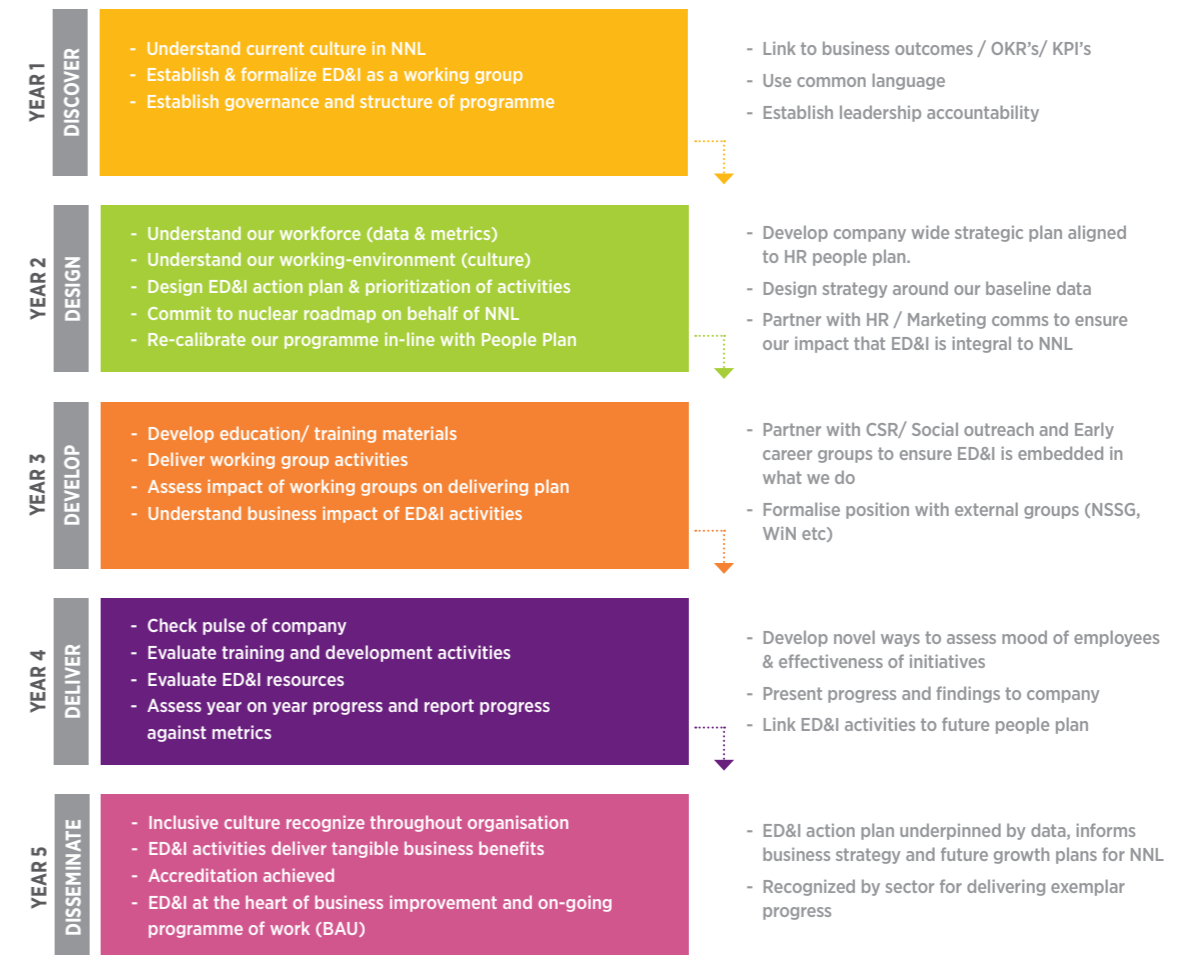 YEAR 1
DISCOVER
- Understand current culture in NNL
- Establish & formalize ED&I as a working group
- Establish governance and structure of programme
- Link to business outcomes / OKR's/ KPI's
- Use common language
- Establish leadership accountability
YEAR 2
DESIGN
- Understand our workforce (data & metrics)
- Understand our working-environment (culture)
- Design ED&I action plan & prioritization of activities
- Commit to nuclear roadmap on behalf of NNL
- Re-calibrate our programme in-line with People Plan
- Develop company wide strategic plan aligned
to HR people plan.
- Design strategy around our baseline data
- Partner with HR / Marketing comms to ensure
our impact that ED&I is integral to NNL
YEAR 3
DEVELOP
- Develop education/ training materials
- Deliver working group activities
- Assess impact of working groups on delivering plan
- Understand business impact of ED&I activities
- Partner with CSR/ Social outreach and Early
career groups to ensure ED&I is embedded in
what we do
- Formalise position with external groups (NSSG,
WiN etc)
YEAR 4
DELIVER
- Check pulse of company
- Evaluate training and development activities
- Evaluate ED&I resources
- Assess year on year progress and report progress
against metrics
- Develop novel ways to assess mood of employees
& effectiveness of initiatives
- Present progress and findings to company
- Link ED&I activities to future people plan
YEAR 5
DISSEMINATE
- Inclusive culture recognize throughout organisation
- ED&I activities deliver tangible business benefits
- Accreditation achieved
- ED&I at the heart of business improvement and on-going
programme of work (BAU)
- ED&I action plan underpinned by data, informs
business strategy and future growth plans for NNL
- Recognized by sector for delivering exemplar
progress